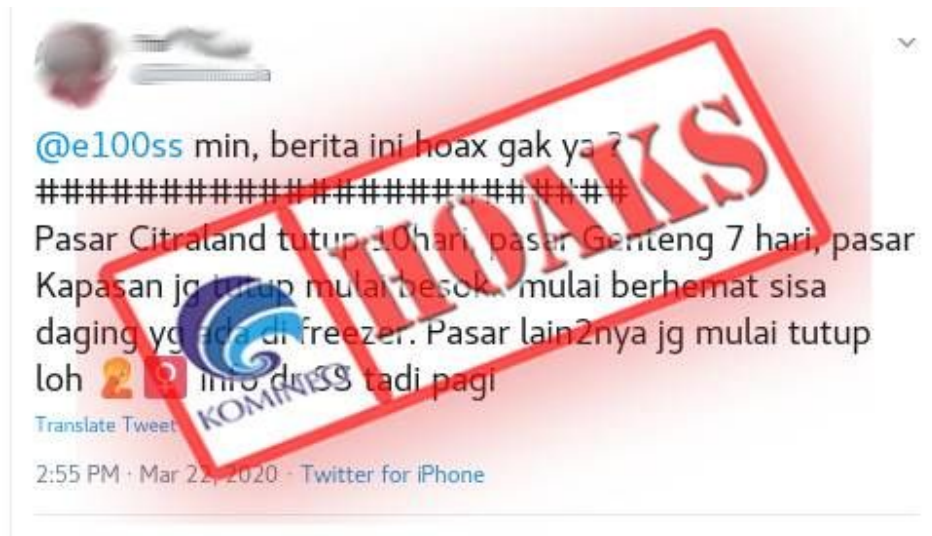 @e100ss min, berita ini hoax gak ya ?
########################
Pasar Citraland tutup 10hari, pasar Genteng 7 hari, pasar
Kapasan jg tutup mulai besok.. mulai berhemat sisa
daging yg ada di freezer. Pasar lain2nya jg mulai tutup
loh info dr SS tadi pagi
Translate Tweet
2:55 PM · Mar 22, 2020 · Twitter for iPhone
HOAKS
KOMINFO